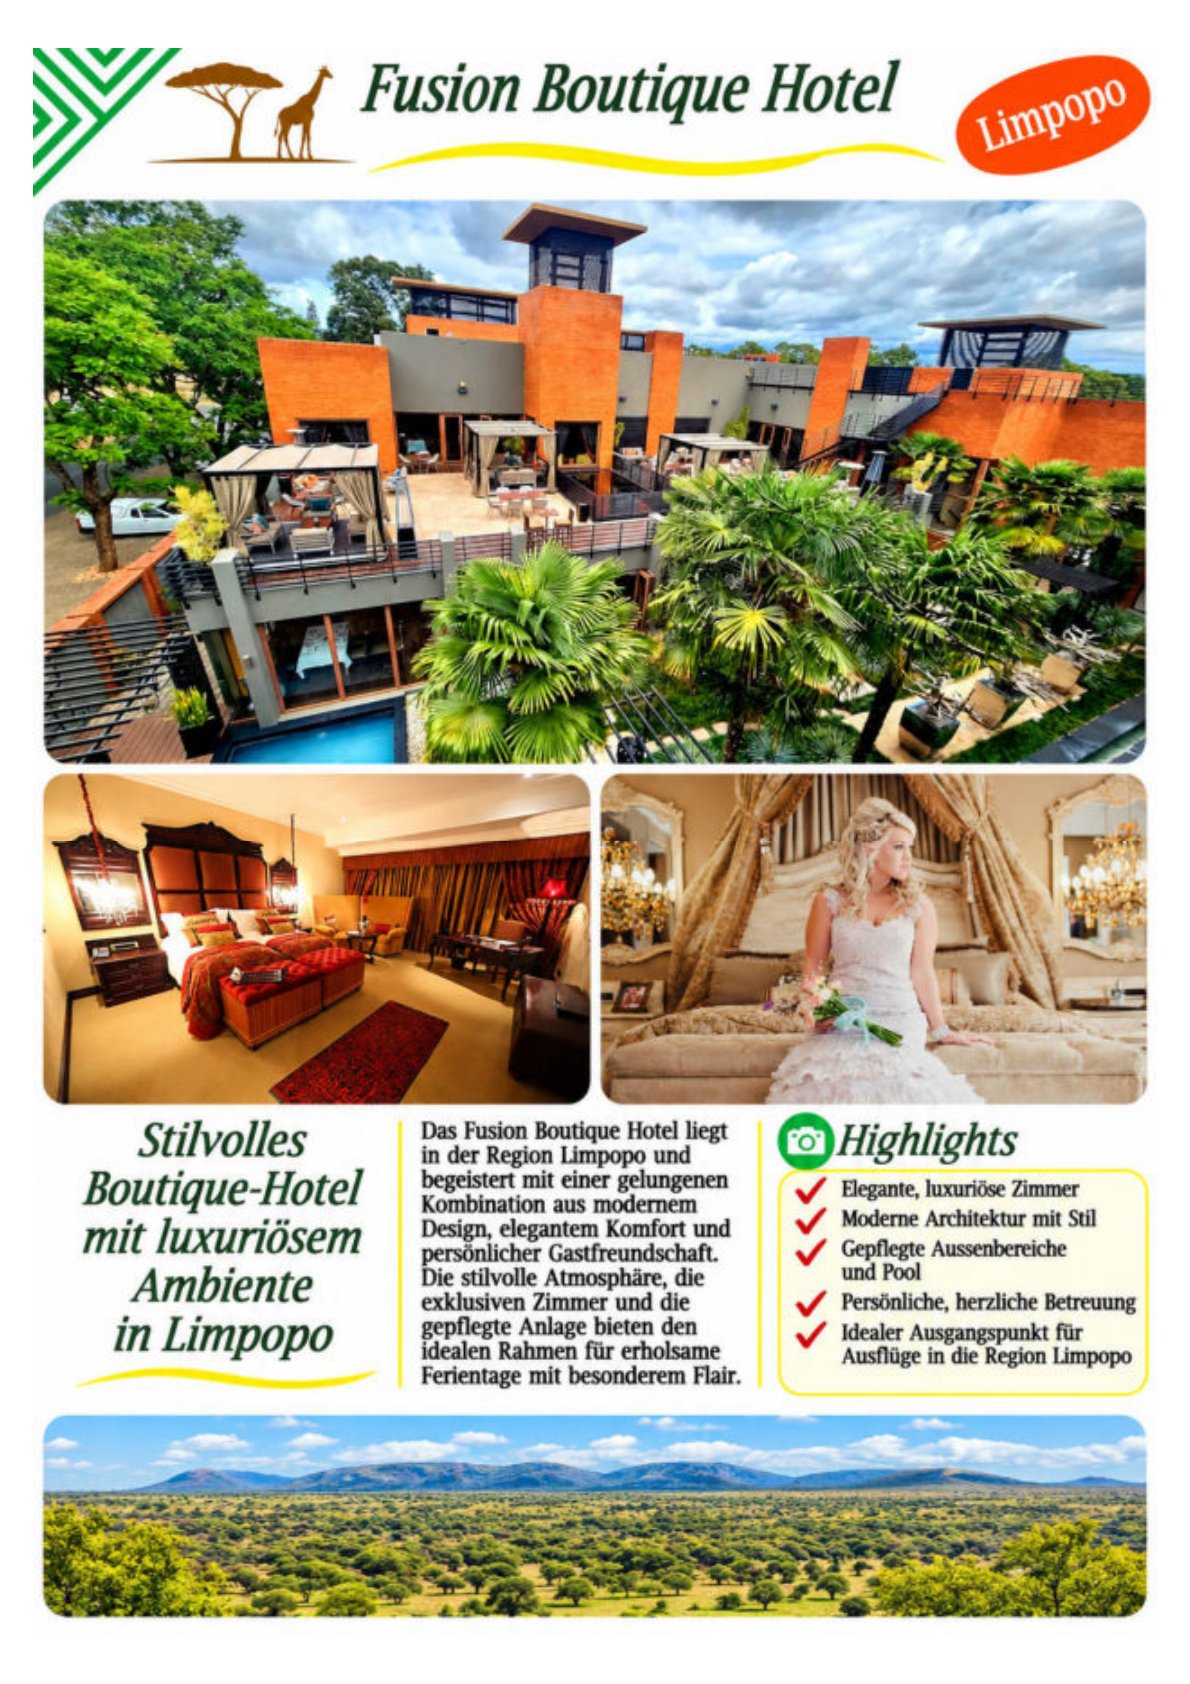 Fusion Boutique Hotel
Limpopo
Stilvolles
Boutique-Hotel
mit luxuriösem
Ambiente
in Limpopo
Das Fusion Boutique Hotel liegt
in der Region Limpopo und
begeistert mit einer gelungenen
Kombination aus modernem
Design, elegantem Komfort und
persönlicher Gastfreundschaft.
Die stilvolle Atmosphäre, die
exklusiven Zimmer und die
gepflegte Anlage bieten den
idealen Rahmen für erholsame
Ferientage mit besonderem Flair.
Highlights
Elegante, luxuriöse Zimmer
Moderne Architektur mit Stil
Gepflegte Aussenbereiche
und Pool
Persönliche, herzliche Betreuung
Idealer Ausgangspunkt für
Ausflüge in die Region Limpopo